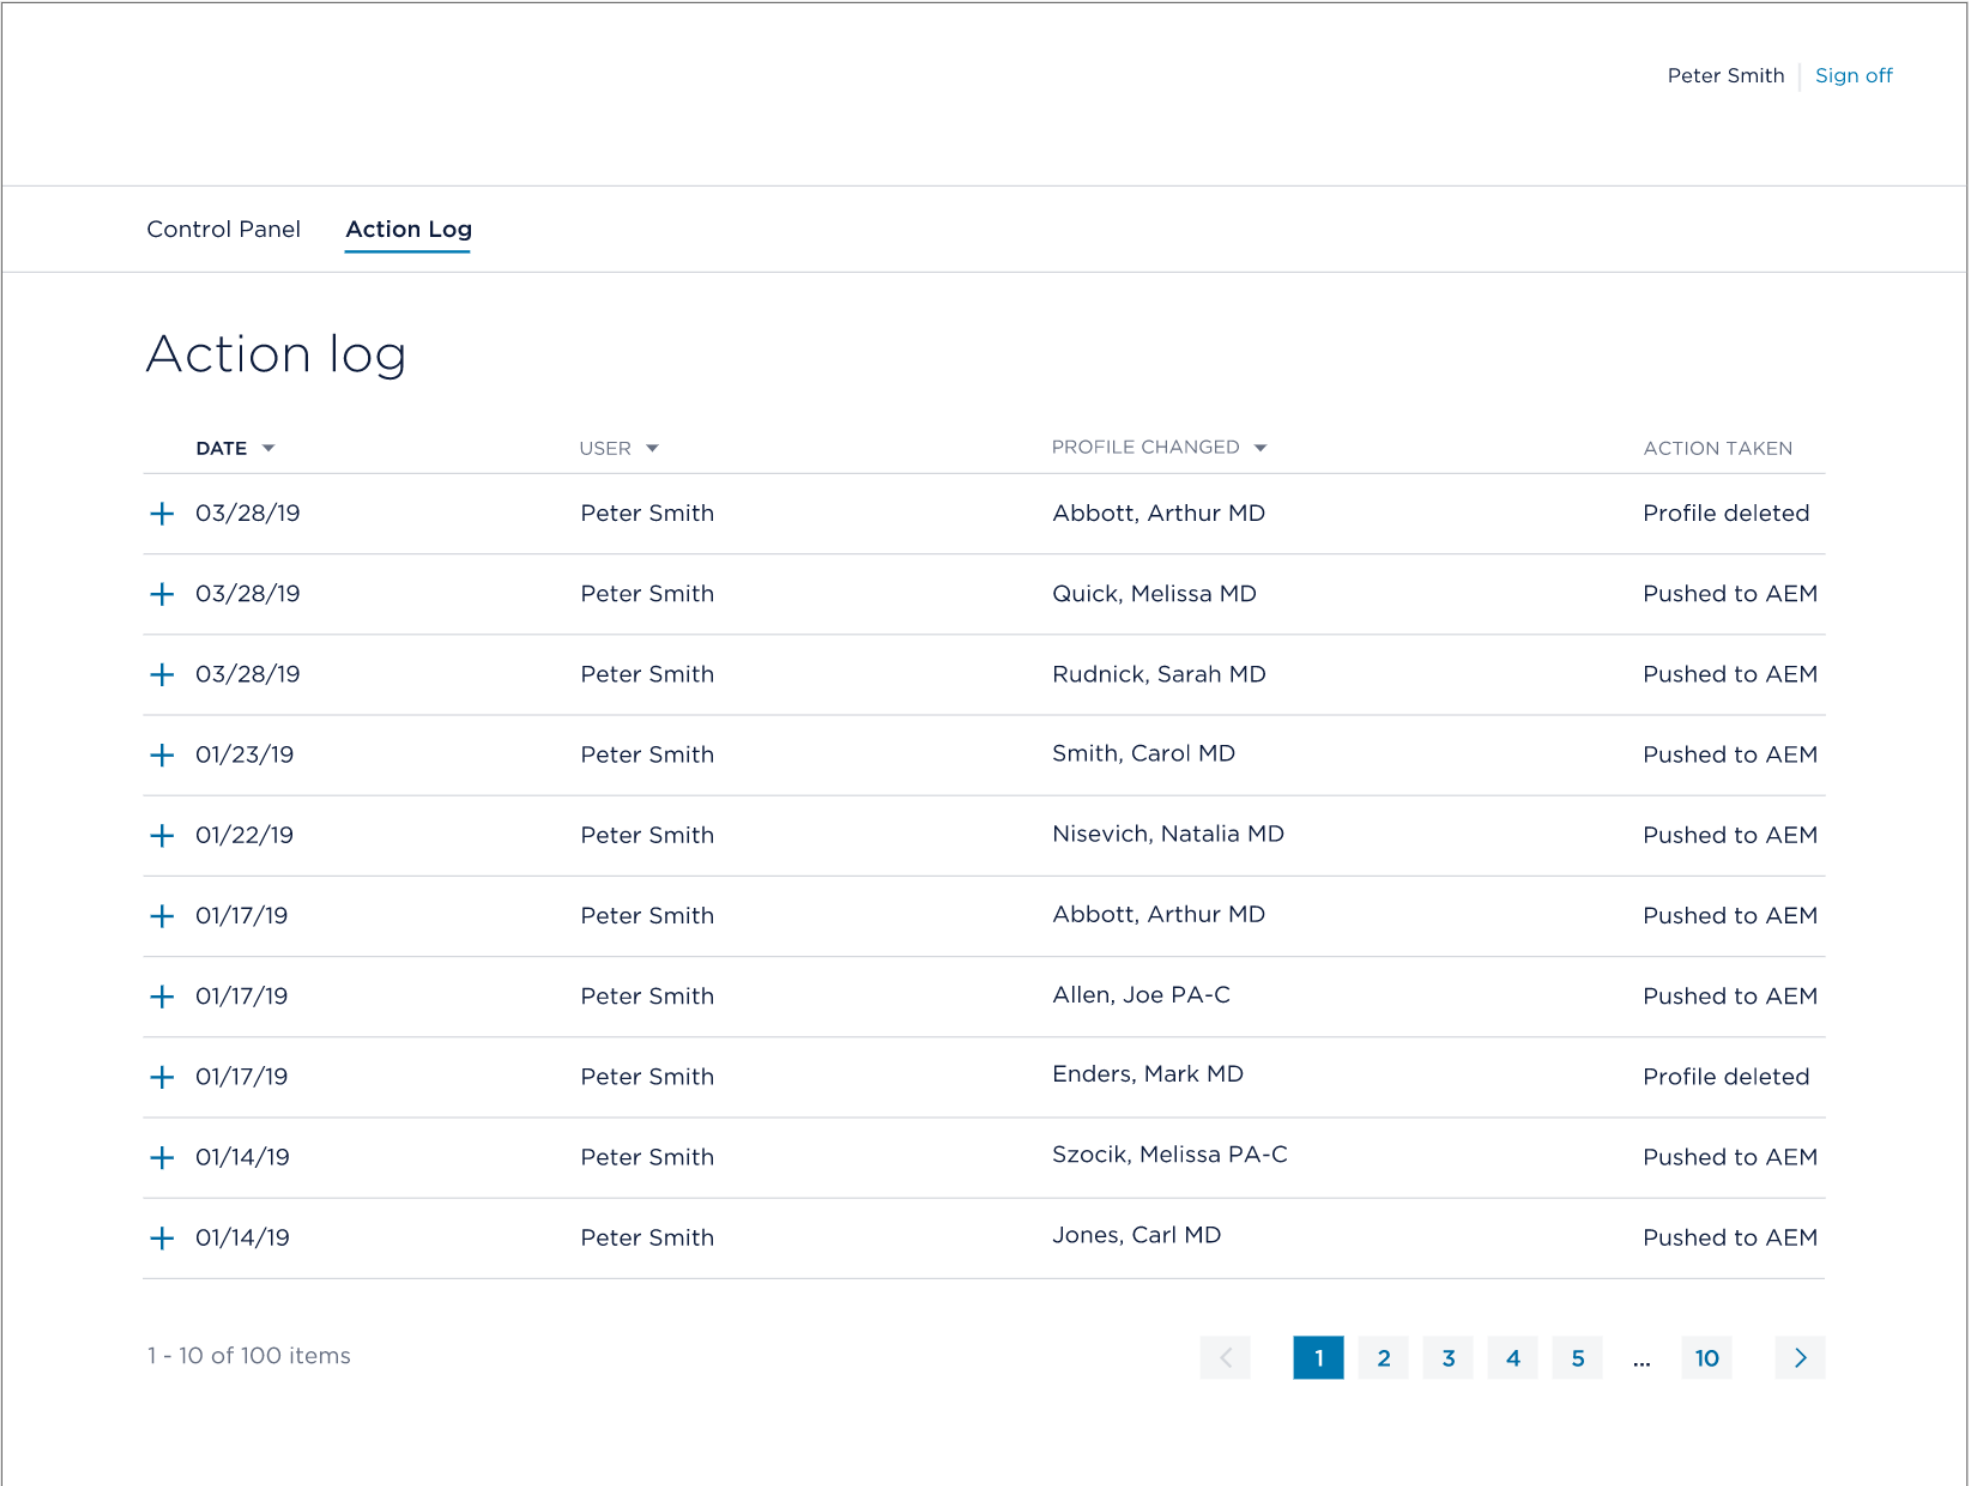 Peter Smith Sign off
Control Panel Action Log
Action log
DATE USER PROFILE CHANGED ACTION TAKEN
03/28/19 Peter Smith Abbott, Arthur MD Profile deleted
03/28/19 Peter Smith Quick, Melissa MD Pushed to AEM
03/28/19 Peter Smith Rudnick, Sarah MD Pushed to AEM
01/23/19 Peter Smith Smith, Carol MD Pushed to AEM
01/22/19 Peter Smith Nisevich, Natalia MD Pushed to AEM
01/17/19 Peter Smith Abbott, Arthur MD Pushed to AEM
01/17/19 Peter Smith Allen, Joe PA-C Pushed to AEM
01/17/19 Peter Smith Enders, Mark MD Profile deleted
01/14/19 Peter Smith Szocik, Melissa PA-C Pushed to AEM
01/14/19 Peter Smith Jones, Carl MD Pushed to AEM
1 - 10 of 100 items 1 2 3 4 5 ... 10